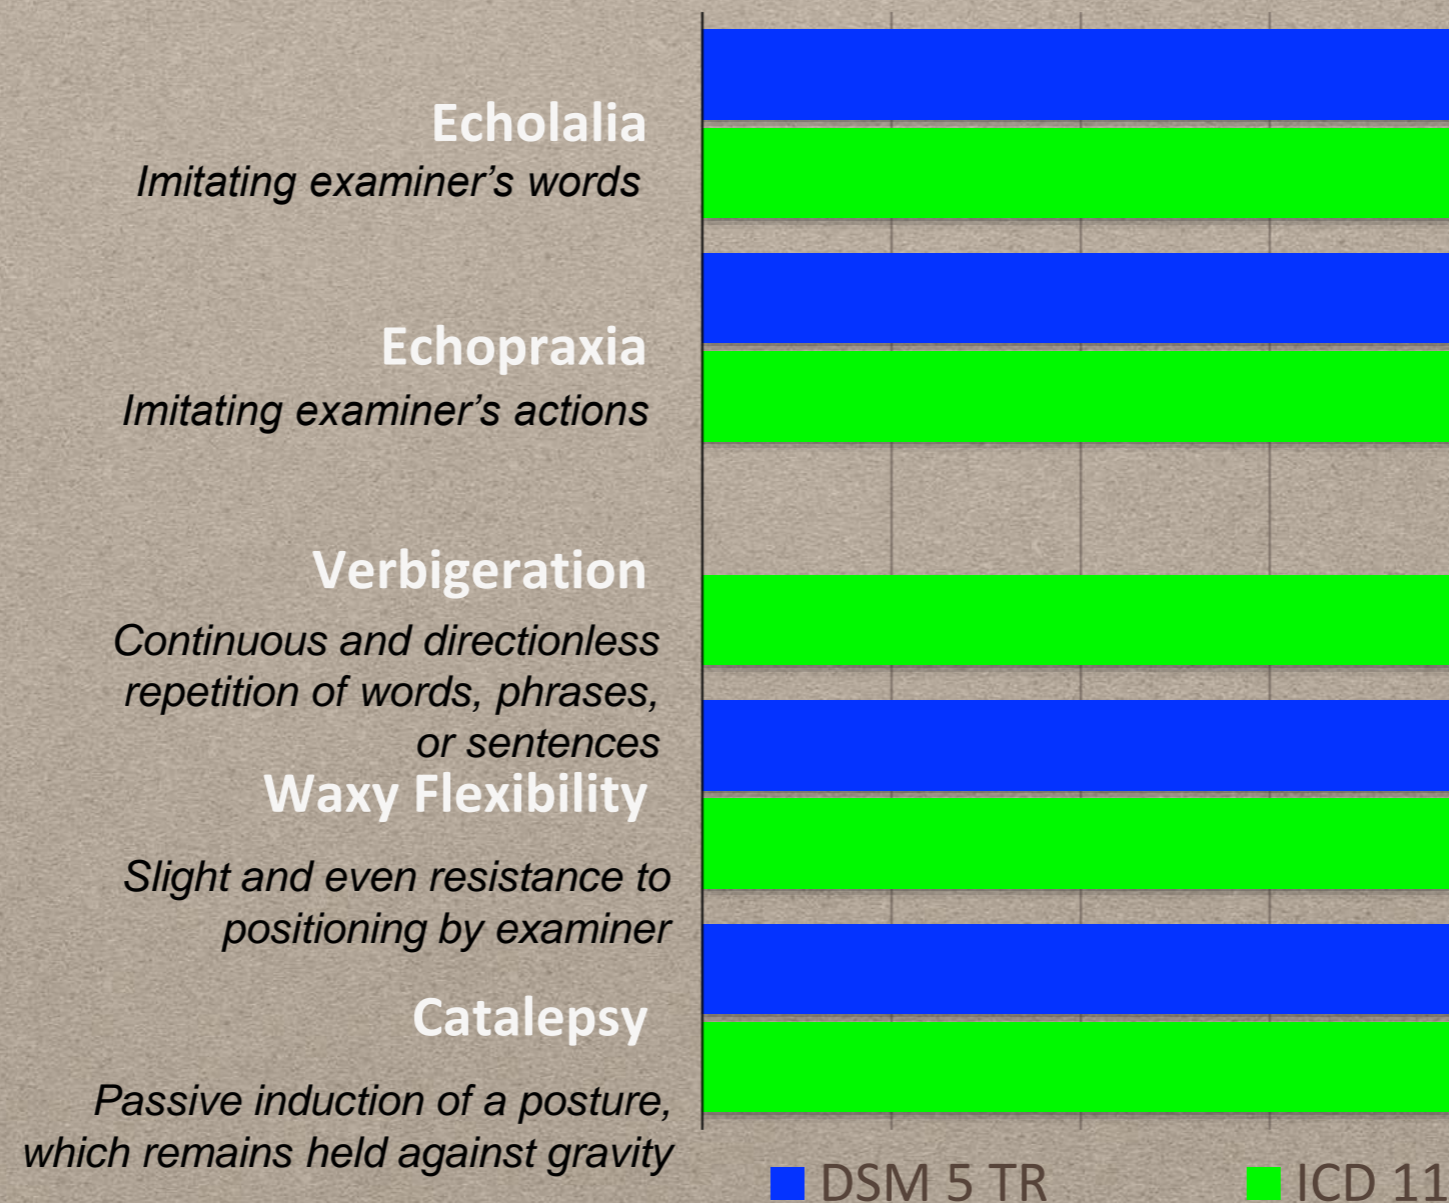 Echolalia
Imitating examiner’s words
Echopraxia
Imitating examiner’s actions
Verbigeration
Continuous and directionless
repetition of words, phrases,
or sentences
Waxy Flexibility
Slight and even resistance to
positioning by examiner
Catalepsy
Passive induction of a posture,
which remains held against gravity
DSM 5 TR ICD 11